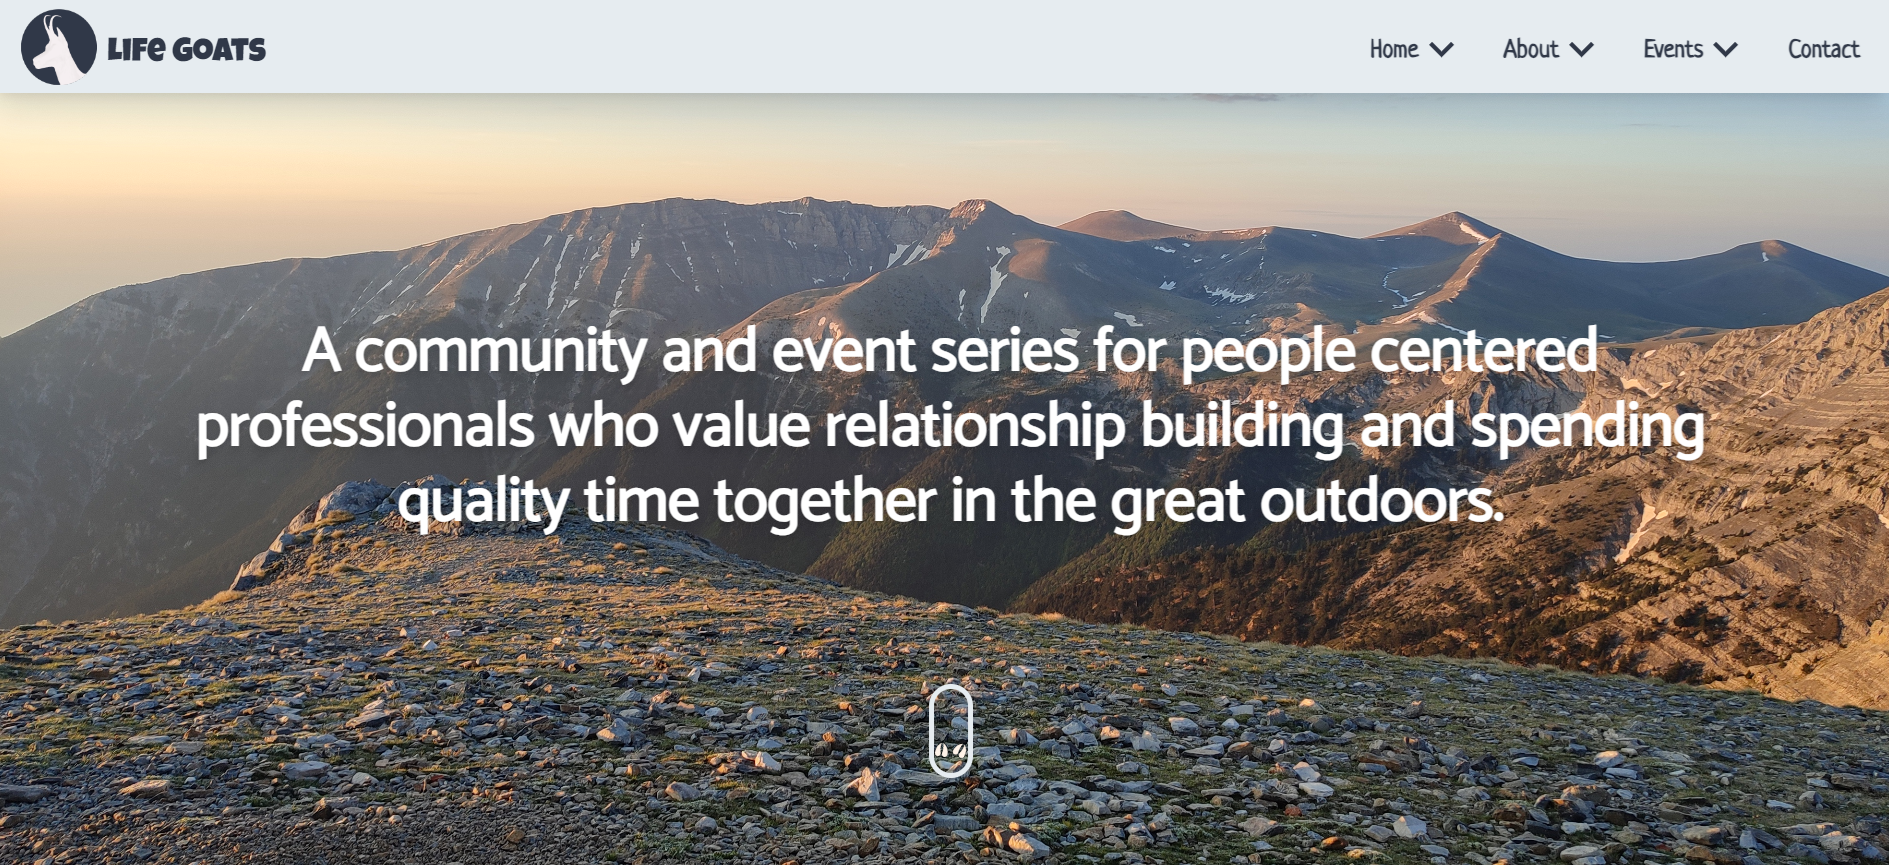 LIFE GOATS
Home
About
Events
Contact
A community and event series for people centered
professionals who value relationship building and spending
quality time together in the great outdoors.